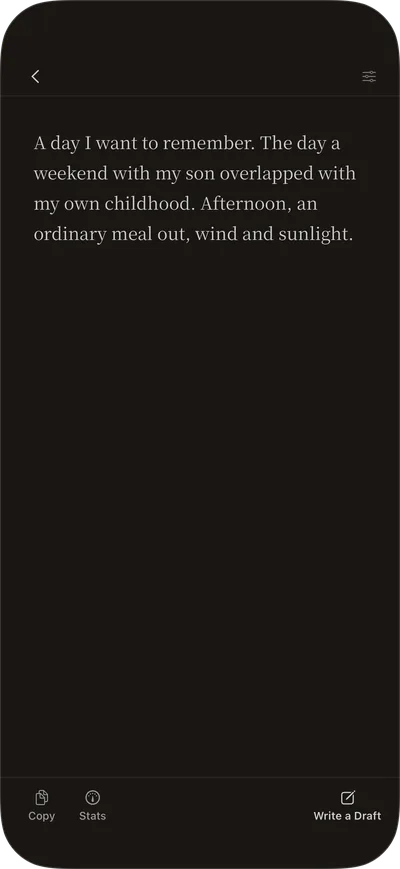 A day I want to remember. The day a
weekend with my son overlapped with
my own childhood. Afternoon, an
ordinary meal out, wind and sunlight.
Copy
Stats
Write a Draft